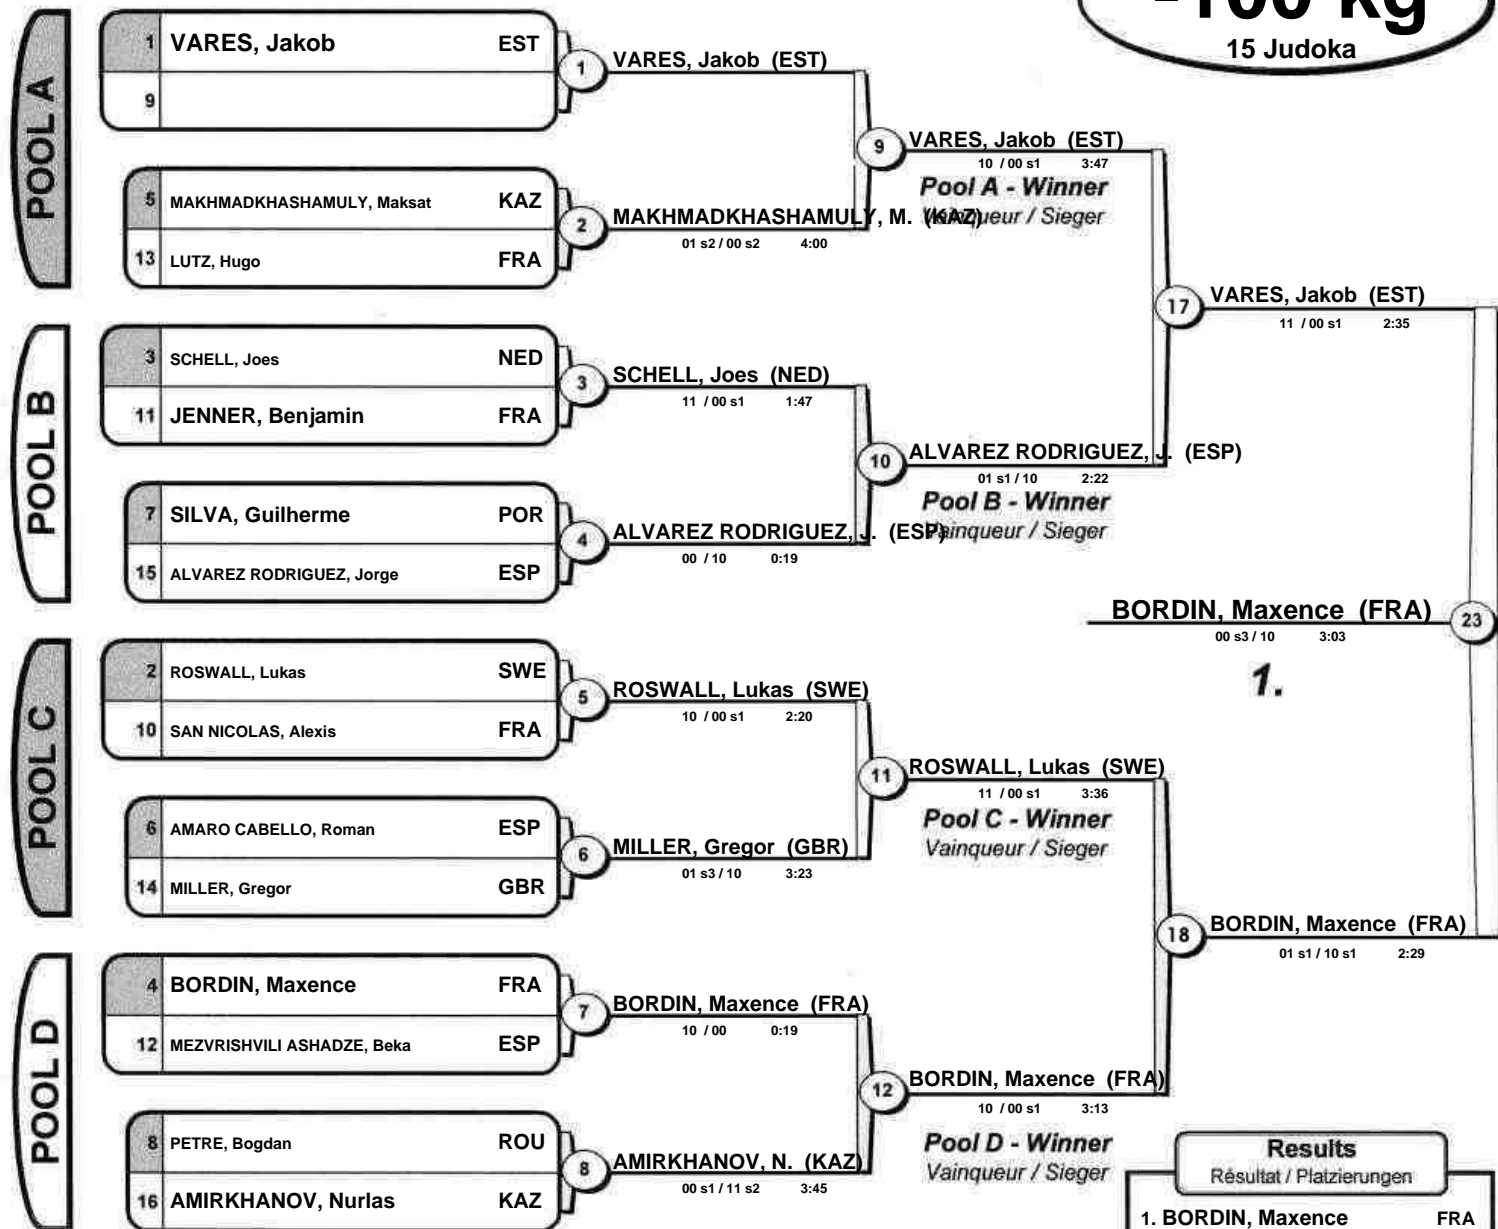 -100 kg
15 Judoka
POOL A
1 VARES, Jakob EST
9
1
VARES, Jakob (EST)
5 MAKHMADKHASHAMULY, Maksat KAZ
13 LUTZ, Hugo FRA
2
MAKHMADKHASHAMULY, M. (KAZ)
01 s2 / 00 s2 4:00
9
VARES, Jakob (EST)
10 / 00 s1 3:47
Pool A - Winner
Vainqueur / Sieger
POOL B
3 SCHELL, Joes NED
11 JENNER, Benjamin FRA
3
SCHELL, Joes (NED)
11 / 00 s1 1:47
7 SILVA, Guilherme POR
15 ALVAREZ RODRIGUEZ, Jorge ESP
4
ALVAREZ RODRIGUEZ, J. (ESP)
00 / 10 0:19
10
ALVAREZ RODRIGUEZ, J. (ESP)
01 s1 / 10 2:22
Pool B - Winner
Vainqueur / Sieger
17
VARES, Jakob (EST)
11 / 00 s1 2:35
BORDIN, Maxence (FRA)
23
00 s3 / 10 3:03
1.
POOL C
2 ROSWALL, Lukas SWE
10 SAN NICOLAS, Alexis FRA
5
ROSWALL, Lukas (SWE)
10 / 00 s1 2:20
6 AMARO CABELLO, Roman ESP
14 MILLER, Gregor GBR
6
MILLER, Gregor (GBR)
01 s3 / 10 3:23
11
ROSWALL, Lukas (SWE)
11 / 00 s1 3:36
Pool C - Winner
Vainqueur / Sieger
POOL D
4 BORDIN, Maxence FRA
12 MEZVRISHVILI ASHADZE, Beka ESP
7
BORDIN, Maxence (FRA)
10 / 00 0:19
8 PETRE, Bogdan ROU
16 AMIRKHANOV, Nurlas KAZ
8
AMIRKHANOV, N. (KAZ)
00 s1 / 11 s2 3:45
12
BORDIN, Maxence (FRA)
10 / 00 s1 3:13
Pool D - Winner
Vainqueur / Sieger
18
BORDIN, Maxence (FRA)
01 s1 / 10 s1 2:29
Results
Résultat / Platzierungen
1. BORDIN, Maxence FRA